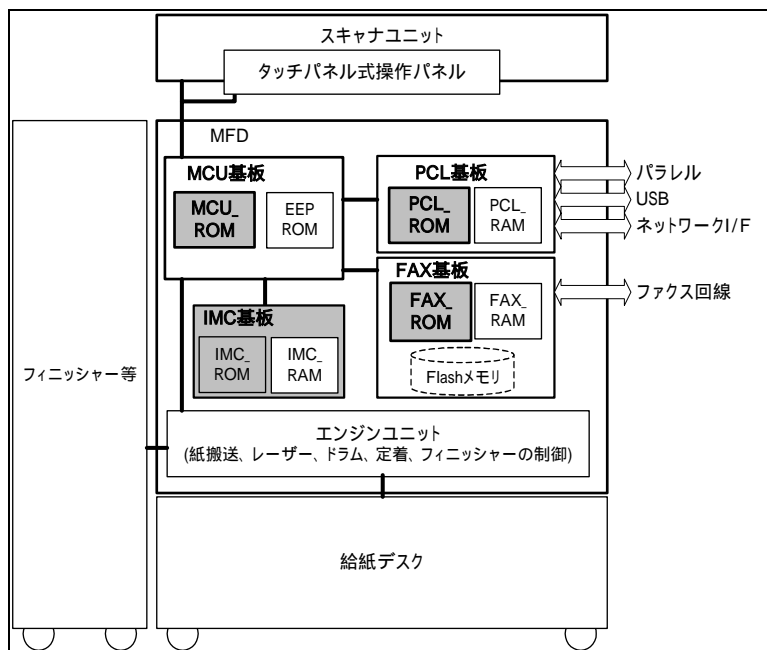 スキャナユニット
タッチパネル式操作パネル
MFD
MCU基板
MCU_
ROM
EEP
ROM
PCL基板
PCL_
ROM
PCL_
RAM
パラレル
USB
ネットワークI/F
FAX基板
FAX_
ROM
FAX_
RAM
Flashメモリ
ファクス回線
IMC基板
IMC_
ROM
IMC_
RAM
フィニッシャー等
エンジンユニット
(紙搬送、レーザー、ドラム、定着、フィニッシャーの制御)
給紙デスク